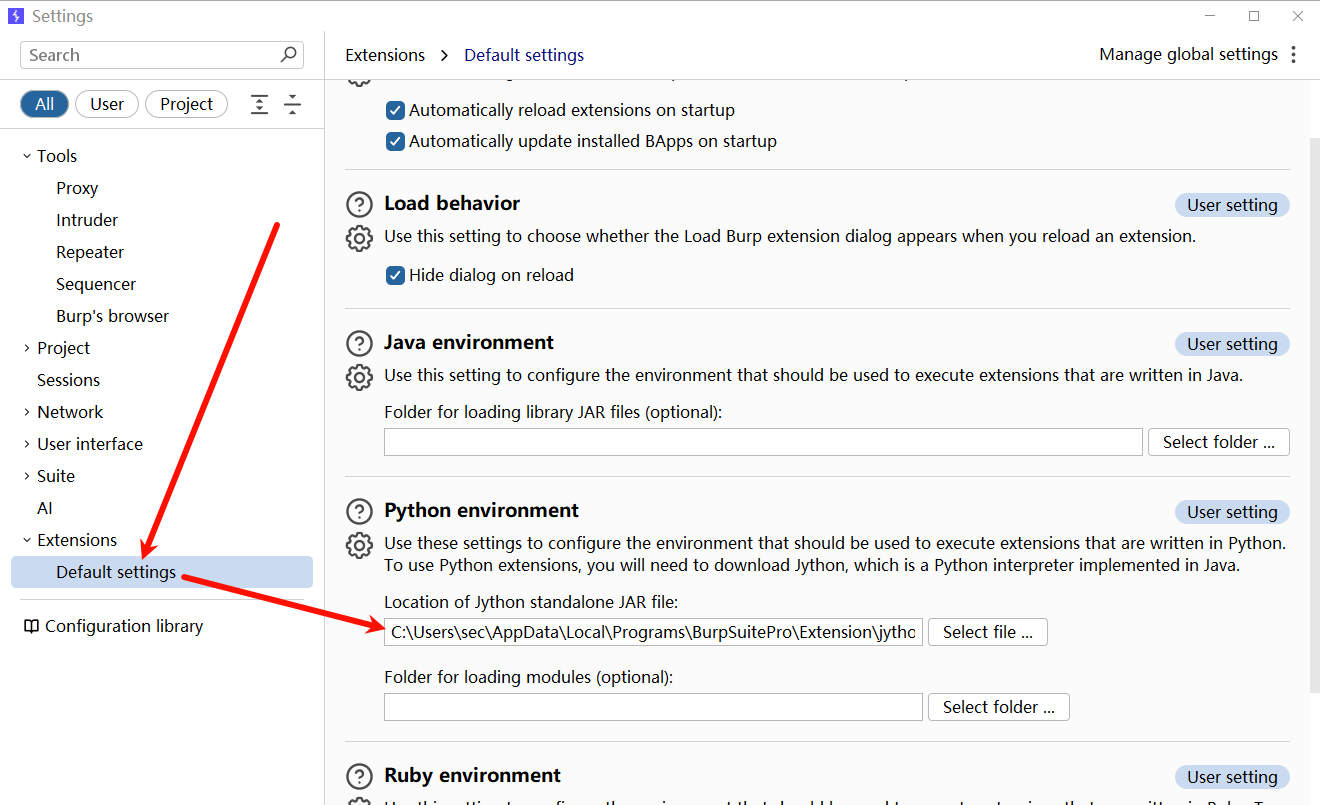 Settings
Search
All
User
Project
Tools
Proxy
Intruder
Repeater
Sequencer
Burp's browser
Project
Sessions
Network
User interface
Suite
AI
Extensions
Default settings
Configuration library
Extensions > Default settings
Manage global settings
Automatically reload extensions on startup
Automatically update installed BApps on startup
Load behavior
User setting
Use this setting to choose whether the Load Burp extension dialog appears when you reload an extension.
Hide dialog on reload
Java environment
User setting
Use this setting to configure the environment that should be used to execute extensions that are written in Java.
Folder for loading library JAR files (optional):
Select folder ...
Python environment
User setting
Use these settings to configure the environment that should be used to execute extensions that are written in Python.
To use Python extensions, you will need to download Jython, which is a Python interpreter implemented in Java.
Location of Jython standalone JAR file:
C:\Users\sec\AppData\Local\Programs\BurpSuitePro\Extension\jytho
Select file ...
Folder for loading modules (optional):
Select folder ...
Ruby environment
User setting